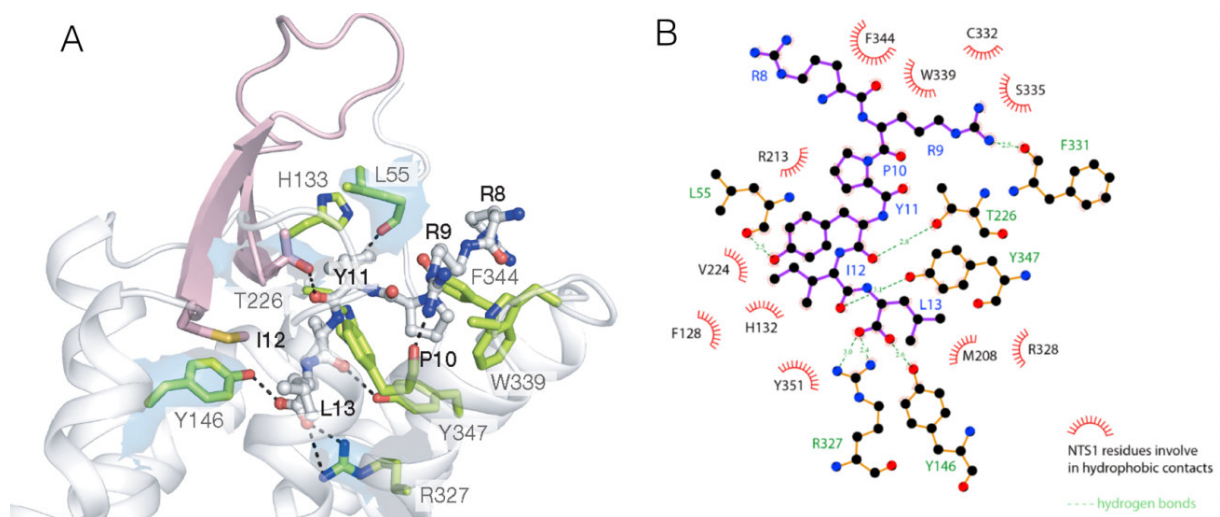 A
H133
L55
R8
R9
F344
Y11
T226
I12
P10
W339
Y146
L13
Y347
R327
B
F344
C332
W339
S335
R8
R9
F331
R213
P10
L55
Y11
T226
V224
I12
Y347
L13
F128
H132
M208
R328
Y351
R327
Y146
NTS1 residues involve
in hydrophobic contacts
hydrogen bonds